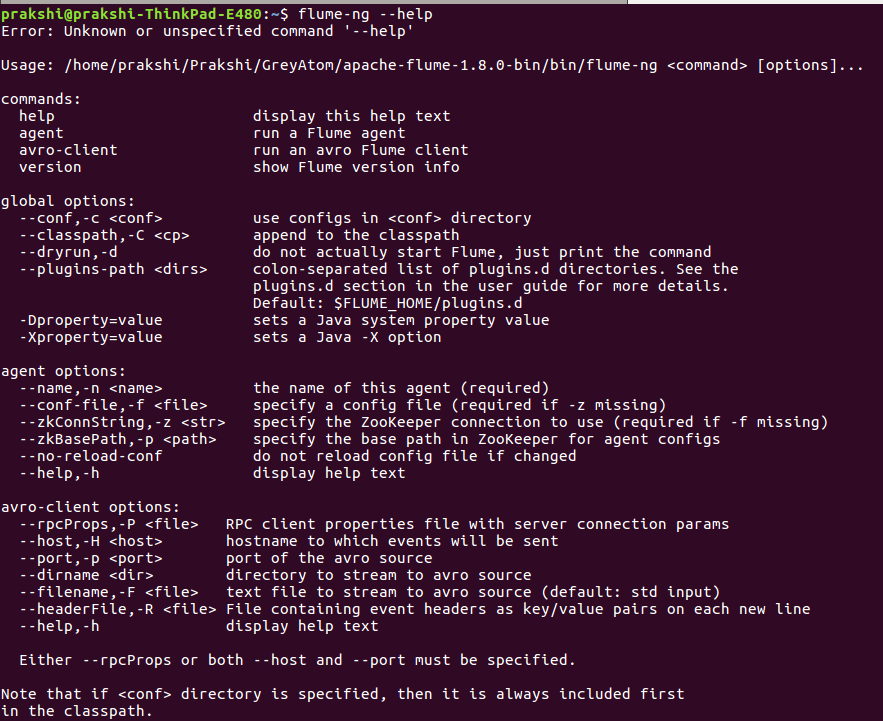 prakshi@prakshi-ThinkPad-E480:~$ flume-ng --help
Error: Unknown or unspecified command '--help'

Usage: /home/prakshi/Prakshi/GreyAtom/apache-flume-1.8.0-bin/bin/flume-ng <command> [options]...

commands:
  help                      display this help text
  agent                     run a Flume agent
  avro-client               run an avro Flume client
  version                   show Flume version info

global options:
  --conf,-c <conf>          use configs in <conf> directory
  --classpath,-C <cp>       append to the classpath
  --dryrun,-d               do not actually start Flume, just print the command
  --plugins-path <dirs>     colon-separated list of plugins.d directories. See the
                            plugins.d section in the user guide for more details.
                            Default: $FLUME_HOME/plugins.d
  -Dproperty=value          sets a Java system property value
  -Xproperty=value          sets a Java -X option

agent options:
  --name,-n <name>          the name of this agent (required)
  --conf-file,-f <file>     specify a config file (required if -z missing)
  --zkConnString,-z <str>   specify the ZooKeeper connection to use (required if -f missing)
  --zkBasePath,-p <path>    specify the base path in ZooKeeper for agent configs
  --no-reload-conf          do not reload config file if changed
  --help,-h                 display help text

avro-client options:
  --rpcProps,-P <file>   RPC client properties file with server connection params
  --host,-H <host>          hostname to which events will be sent
  --port,-p <port>       port of the avro source
  --dirname <dir>        directory to stream to avro source
  --filename,-F <file>   text file to stream to avro source (default: std input)
  --headerFile,-R <file> File containing event headers as key/value pairs on each new line
  --help,-h              display help text

  Either --rpcProps or both --host and --port must be specified.

Note that if <conf> directory is specified, then it is always included first
in the classpath.